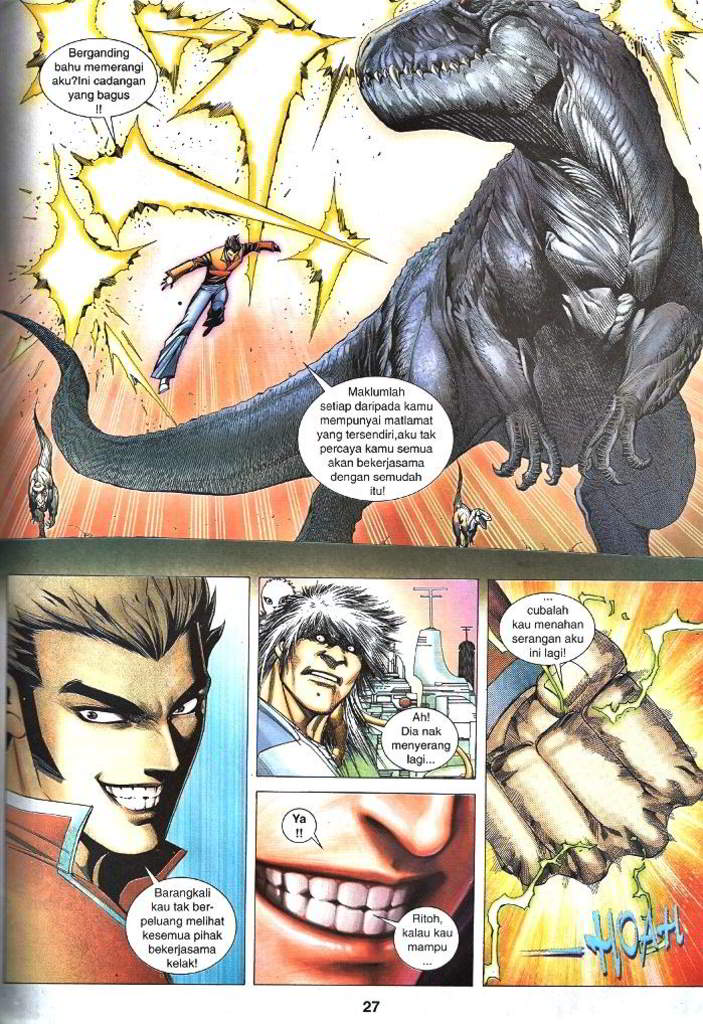 Berganding
bahu memerangi
aku?Ini cadangan
yang bagus
!!
Maklumlah
setiap daripada kamu
mempunyai matlamat
yang tersendiri,aku tak
percaya kamu semua
akan bekerjasama
dengan semudah
itu!
Barangkali
kau tak ber-
peluang melihat
kesemua pihak
bekerjasama
kelak!
Ah!
Dia nak
menyerang
lagi...
Ya
!!
Ritoh,
kalau kau
mampu
...
...
cubalah
kau menahan
serangan aku
ini lagi!
HOAH
27